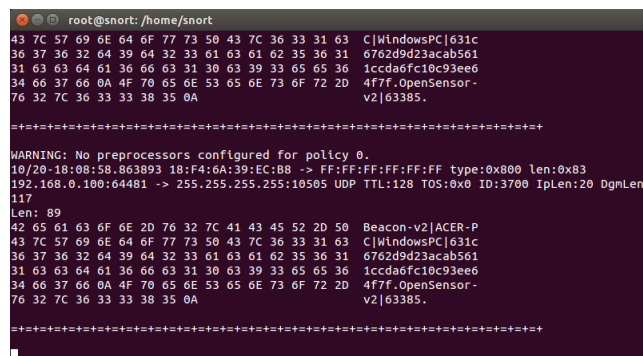 root@snort: /home/snort
43 7C 57 69 6E 64 6F 77 73 50 43 7C 36 33 31 63 C|WindowsPC|631c
36 37 36 32 64 39 64 32 33 61 63 61 62 35 36 31 6762d9d23acab561
31 63 63 64 61 36 66 63 31 30 63 39 33 65 65 36 1ccda6fc10c93ee6
34 66 37 66 0A 4F 70 65 6E 53 65 6E 73 6F 72 2D 4f7f.OpenSensor-
76 32 7C 36 33 33 38 35 0A v2|63385.
=+=+=+=+=+=+=+=+=+=+=+=+=+=+=+=+=+=+=+=+=+=+=+=+=+=+=+=+=+=+=+=+=+=+=+=+=+
WARNING: No preprocessors configured for policy 0.
10/20-18:08:58.863893 18:F4:6A:39:EC:B8 -> FF:FF:FF:FF:FF:FF type:0x800 len:0x83
192.168.0.100:64481 -> 255.255.255.255:10505 UDP TTL:128 TOS:0x0 ID:3700 IpLen:20 DgmLen
117
Len: 89
42 65 61 63 6F 6E 2D 76 32 7C 41 43 45 52 2D 50 Beacon-v2|ACER-P
43 7C 57 69 6E 64 6F 77 73 50 43 7C 36 33 31 63 C|WindowsPC|631c
36 37 36 32 64 39 64 32 33 61 63 61 62 35 36 31 6762d9d23acab561
31 63 63 64 61 36 66 63 31 30 63 39 33 65 65 36 1ccda6fc10c93ee6
34 66 37 66 0A 4F 70 65 6E 53 65 6E 73 6F 72 2D 4f7f.OpenSensor-
76 32 7C 36 33 33 38 35 0A v2|63385.
=+=+=+=+=+=+=+=+=+=+=+=+=+=+=+=+=+=+=+=+=+=+=+=+=+=+=+=+=+=+=+=+=+=+=+=+=+